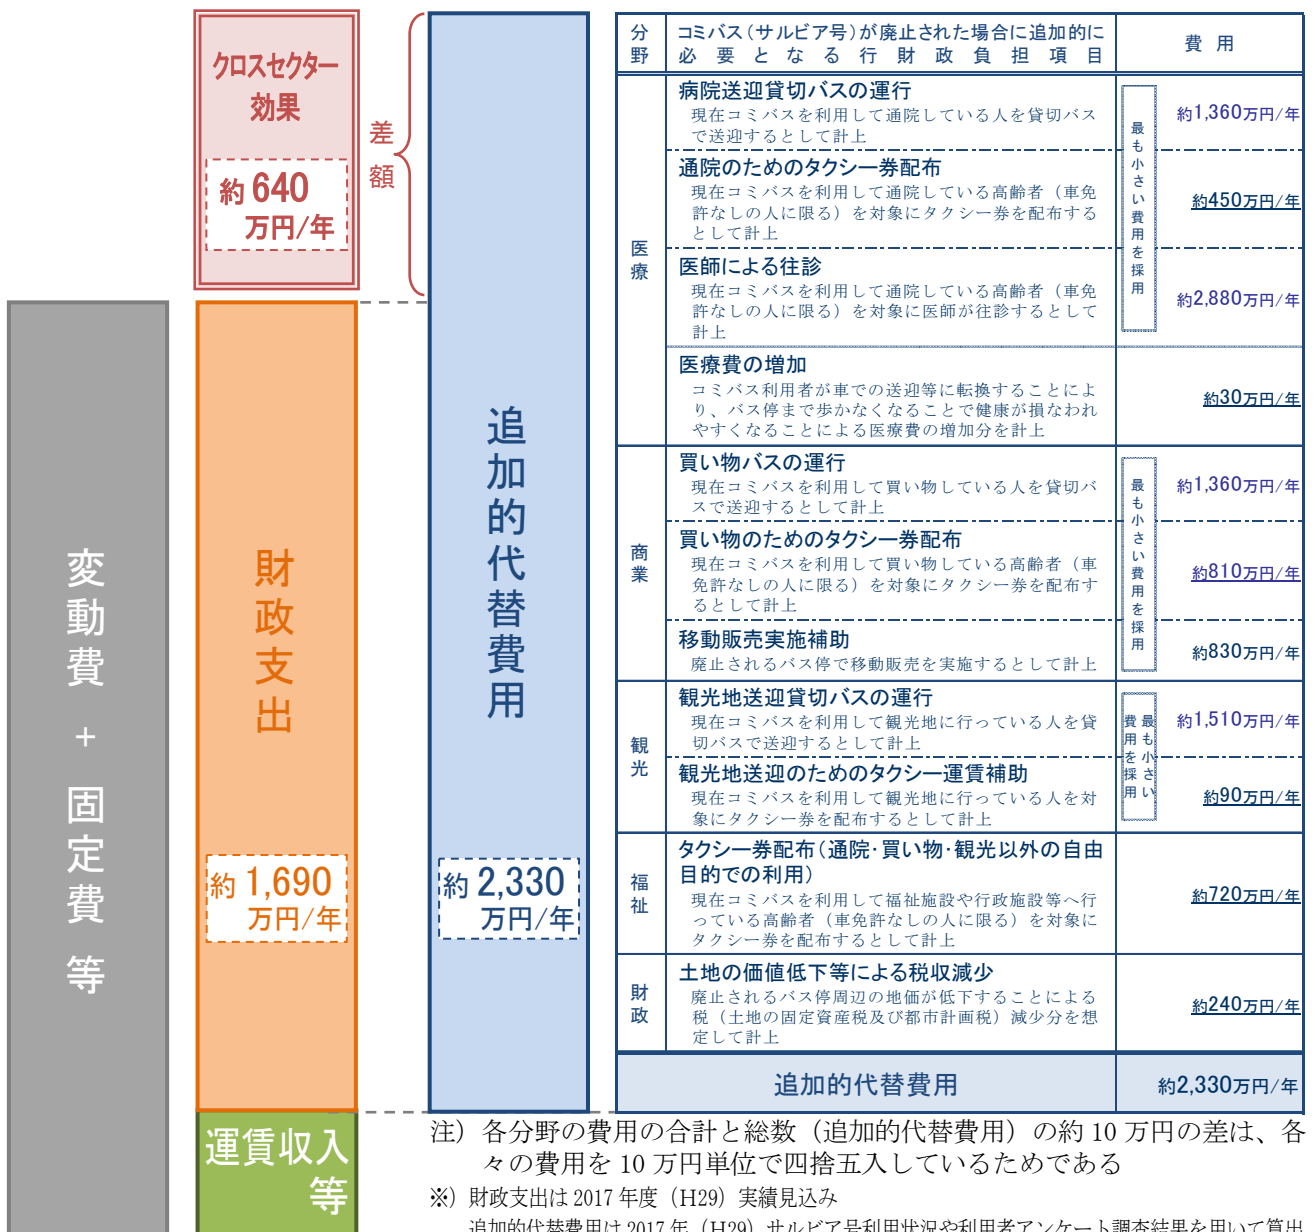 クロスセクター
効果
約 640
万円/年
差
額
変動費 + 固定費 等
財政支出
約 1,690
万円/年
運賃収入
等
追加的代替費用
約 2,330
万円/年
分
野
コミバス(サルビア号)が廃止された場合に追加的に
必要となる行財政負担項目
費 用
医
療
病院送迎貸切バスの運行
現在コミバスを利用して通院している人を貸切バス
で送迎するとして計上
約1,360万円/年
最も小さい費用を採用
通院のためのタクシー券配布
現在コミバスを利用して通院している高齢者(車免
許なしの人に限る)を対象にタクシー券を配布する
として計上
約450万円/年
医師による往診
現在コミバスを利用して通院している高齢者(車免
許なしの人に限る)を対象に医師が往診するとして
計上
約2,880万円/年
医療費の増加
コミバス利用者が車での送迎等に転換することによ
り、バス停まで歩かなくなることで健康が損なわれ
やすくなることによる医療費の増加分を計上
約30万円/年
商
業
買い物バスの運行
現在コミバスを利用して買い物している人を貸切バ
スで送迎するとして計上
約1,360万円/年
最も小さい費用を採用
買い物のためのタクシー券配布
現在コミバスを利用して買い物している高齢者(車
免許なしの人に限る)を対象にタクシー券を配布す
るとして計上
約810万円/年
移動販売実施補助
廃止されるバス停で移動販売を実施するとして計上
約830万円/年
観
光
観光地送迎貸切バスの運行
現在コミバスを利用して観光地に行っている人を貸
切バスで送迎するとして計上
約1,510万円/年
最も小さい
費用を採用
観光地送迎のためのタクシー運賃補助
現在コミバスを利用して観光地に行っている人を対
象にタクシー券を配布するとして計上
約90万円/年
福
祉
タクシー券配布(通院・買い物・観光以外の自由
目的での利用)
現在コミバスを利用して福祉施設や行政施設等へ行
っている高齢者(車免許なしの人に限る)を対象に
タクシー券を配布するとして計上
約720万円/年
財
政
土地の価値低下等による税収減少
廃止されるバス停周辺の地価が低下することによる
税(土地の固定資産税及び都市計画税)減少分を想
定して計上
約240万円/年
追加的代替費用
約2,330万円/年
注) 各分野の費用の合計と総数(追加的代替費用)の約 10 万円の差は、各
々の費用を 10 万円単位で四捨五入しているためである
※) 財政支出は 2017 年度(H29)実績見込み
追加的代替費用は 2017 年(H29)サルビア号利用状況や利用者アンケート調査結果を用いて算出